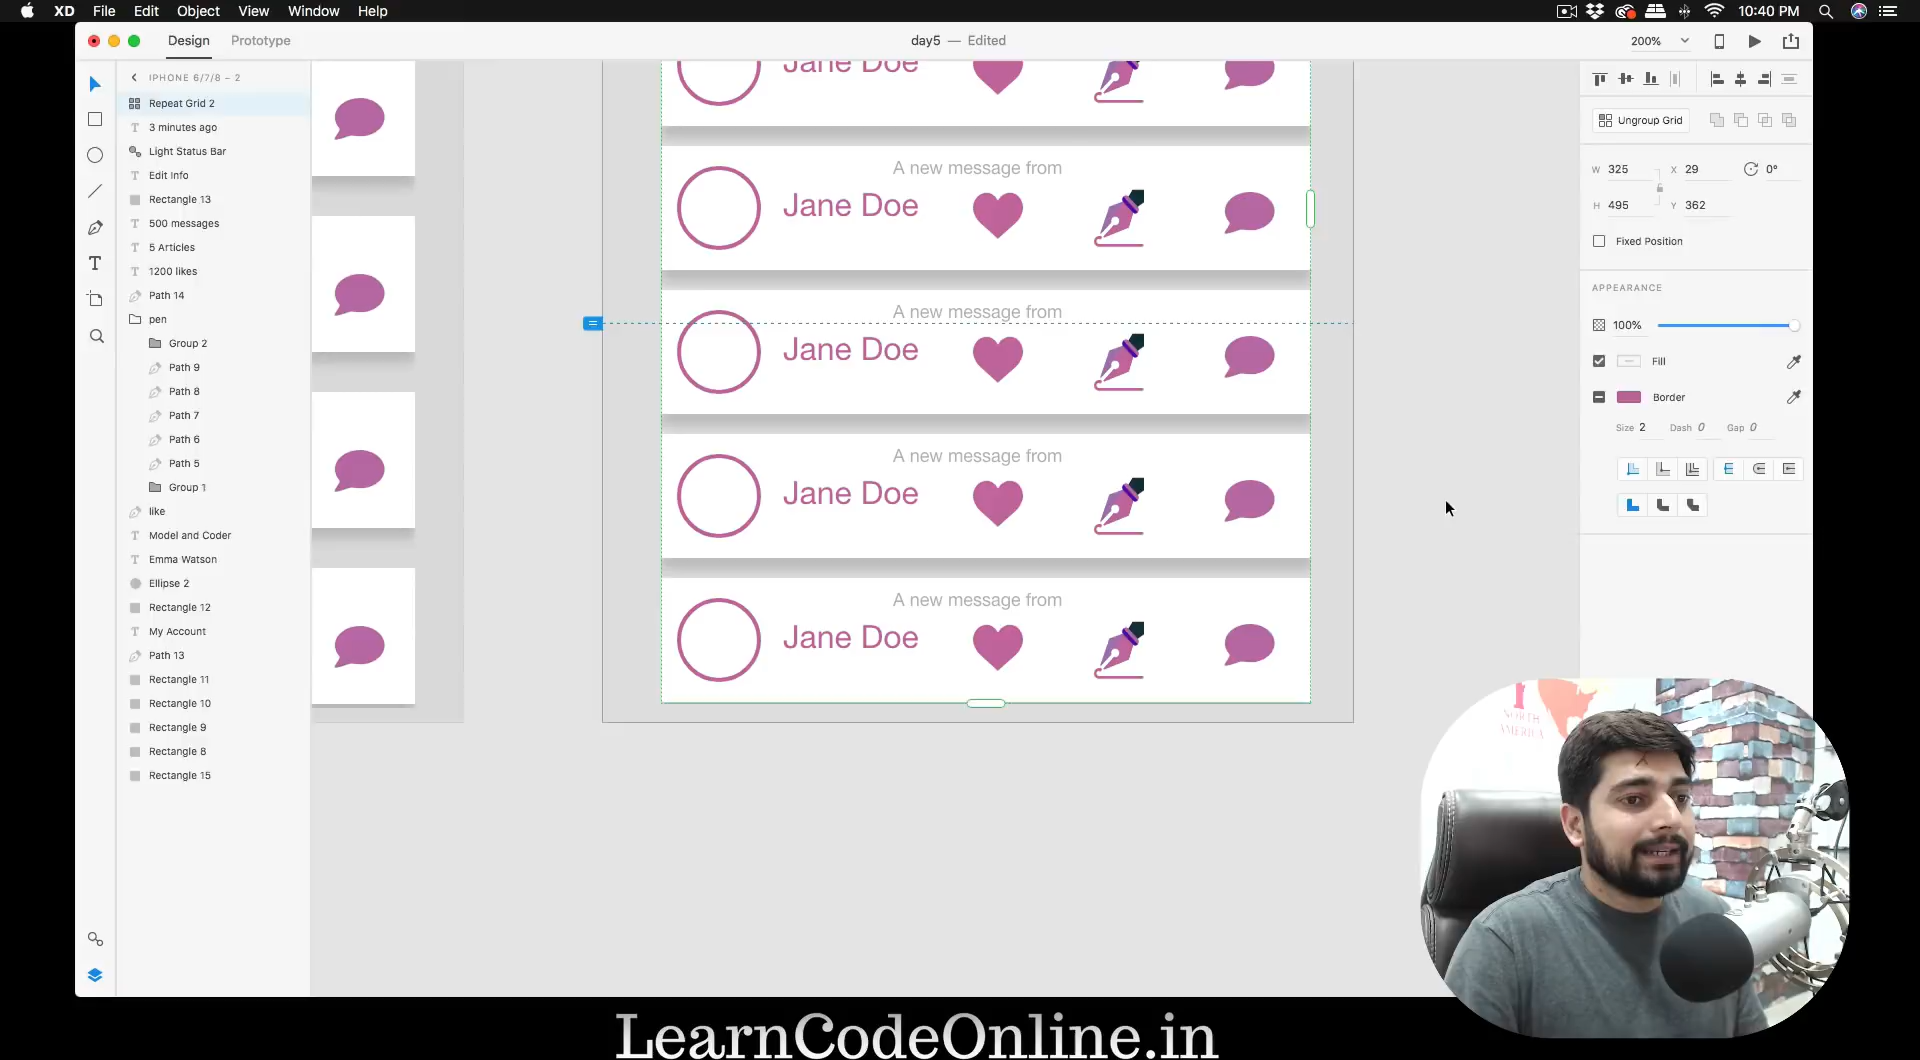 XD File Edit Object View Window Help
10:40 PM
Design Prototype
day5 — Edited
200%
IPHONE 6/7/8 – 2
Repeat Grid 2
3 minutes ago
Light Status Bar
Edit Info
Rectangle 13
500 messages
5 Articles
1200 likes
Path 14
pen
Group 2
Path 9
Path 8
Path 7
Path 6
Path 5
Group 1
like
Model and Coder
Emma Watson
Ellipse 2
Rectangle 12
My Account
Path 13
Rectangle 11
Rectangle 10
Rectangle 9
Rectangle 8
Rectangle 15
Jane Doe
A new message from
Jane Doe
A new message from
Jane Doe
A new message from
Jane Doe
A new message from
Jane Doe
Ungroup Grid
W 325 X 29 0°
H 495 Y 362
Fixed Position
APPEARANCE
100%
Fill
Border
Size 2 Dash 0 Gap 0
I
NORTH
AMERICA
LearnCodeOnline.in